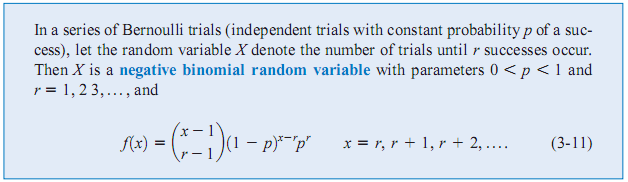 In a series of Bernoulli trials (independent trials with constant probability p of a suc-
cess), let the random variable X denote the number of trials until r successes occur.
Then X is a negative binomial random variable with parameters 0 < p < 1 and
r = 1, 2 3, . . . , and
f(x) = (x − 1 r − 1)(1 − p)ˣ⁻ʳpʳ x = r, r + 1, r + 2, . . . . (3-11)